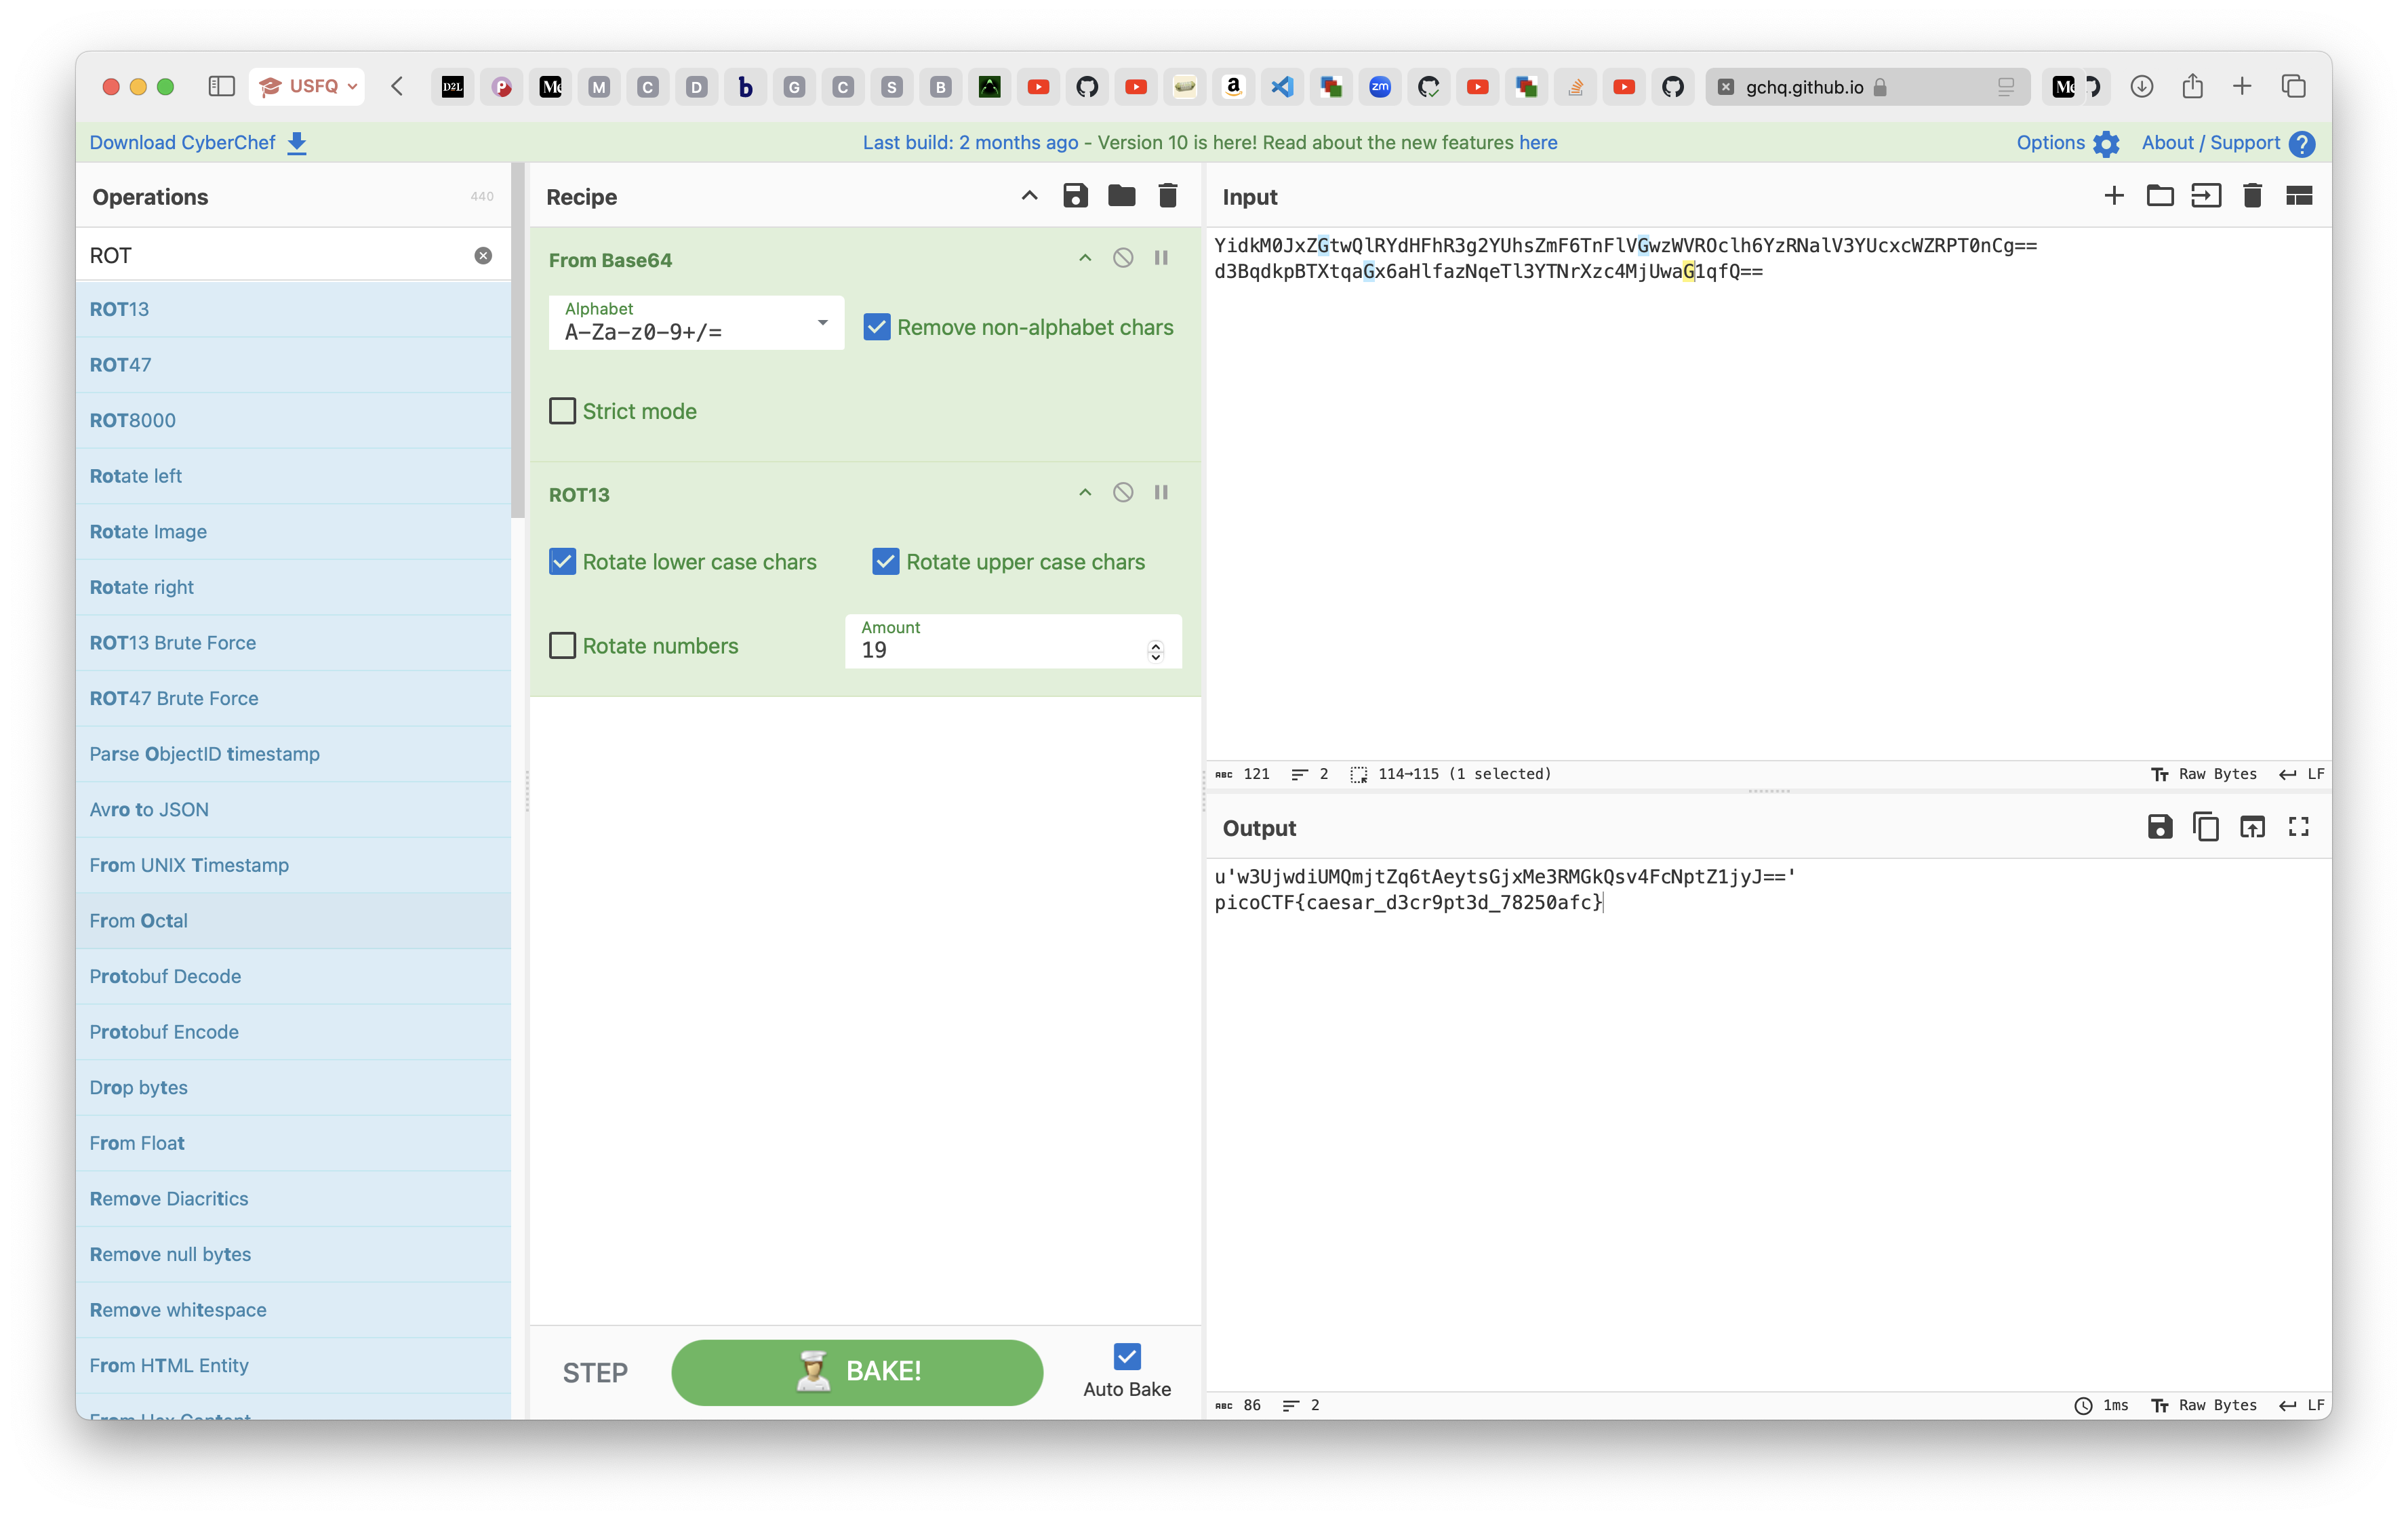 USFQ
D2L P M M C D b G C S B a zm gchq.github.io
Download CyberChef
Last build: 2 months ago - Version 10 is here! Read about the new features here
Options
About / Support
Operations
440
ROT
ROT13
ROT47
ROT8000
Rotate left
Rotate Image
Rotate right
ROT13 Brute Force
ROT47 Brute Force
Parse ObjectID timestamp
Avro to JSON
From UNIX Timestamp
From Octal
Protobuf Decode
Protobuf Encode
Drop bytes
From Float
Remove Diacritics
Remove null bytes
Remove whitespace
From HTML Entity
Recipe
From Base64
Alphabet
A-Za-z0-9+/=
Remove non-alphabet chars
Strict mode
ROT13
Rotate lower case chars
Rotate upper case chars
Rotate numbers
Amount
19
STEP
BAKE!
Auto Bake
Input
YidkM0JxZGtwQlRYdHFhR3g2YUhsZmF6TnFlVGwzWVROclh6YzRNalV3YUcxcWZRPT0nCg==
d3BqdkpBTXtqaGx6aHlfazNqeTl3YTNrXzc4MjUwaG1qfQ==
ABC 121
2
114→115 (1 selected)
Raw Bytes
LF
Output
u'w3UjwdiUMQmjtZq6tAeytsGjxMe3RMGkQsv4FcNptZ1jyJ=='
picoCTF{caesar_d3cr9pt3d_78250afc}
ABC 86
2
1ms
Raw Bytes
LF